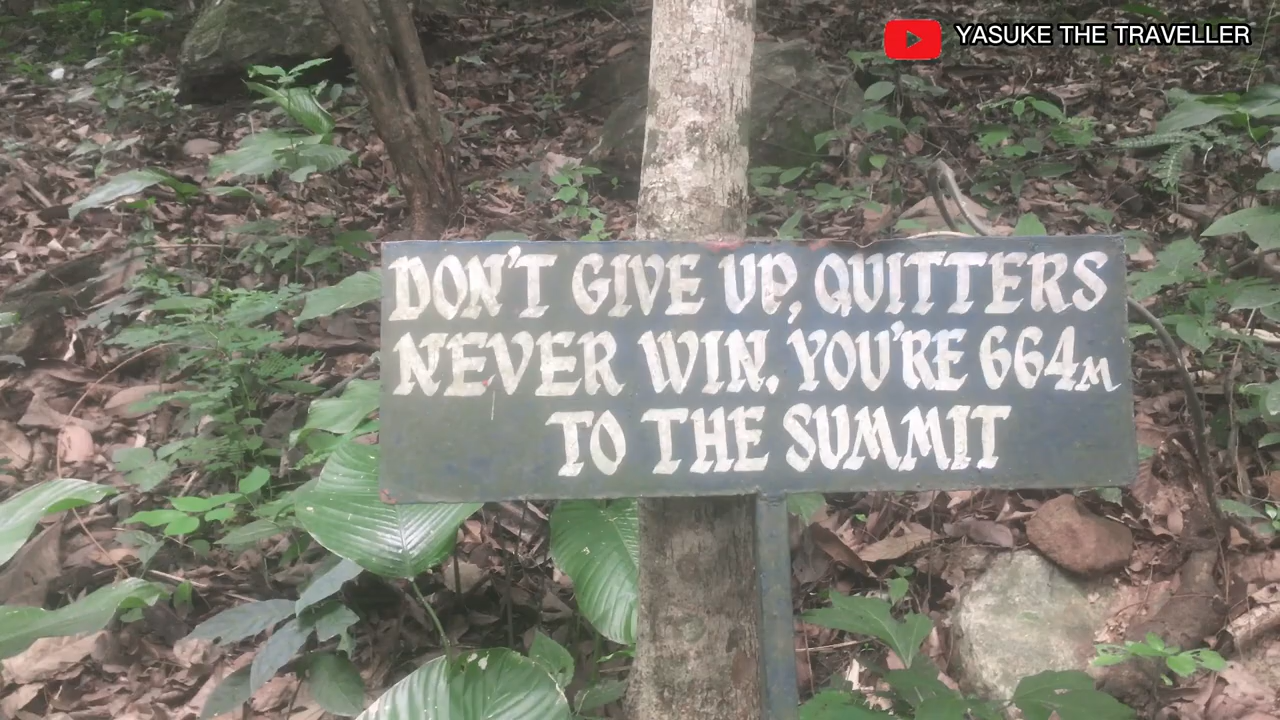 YASUKE THE TRAVELLER
DON'T GIVE UP, QUITTERS
NEVER WIN. YOU'RE 664M
TO THE SUMMIT